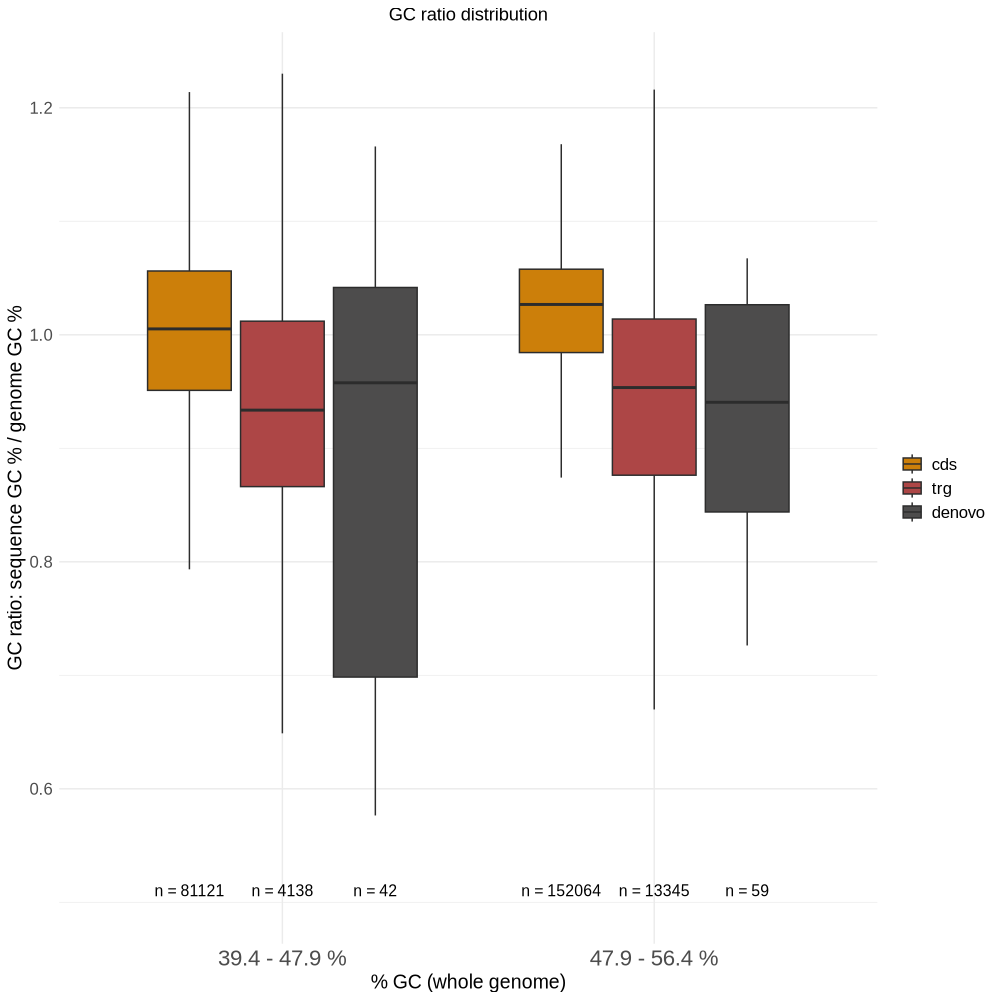 GC ratio distribution
GC ratio: sequence GC % / genome GC %
1.2
1.0
0.8
0.6
n = 81121 n = 4138 n = 42 n = 152064 n = 13345 n = 59
39.4 - 47.9 % 47.9 - 56.4 %
% GC (whole genome)
cds
trg
denovo